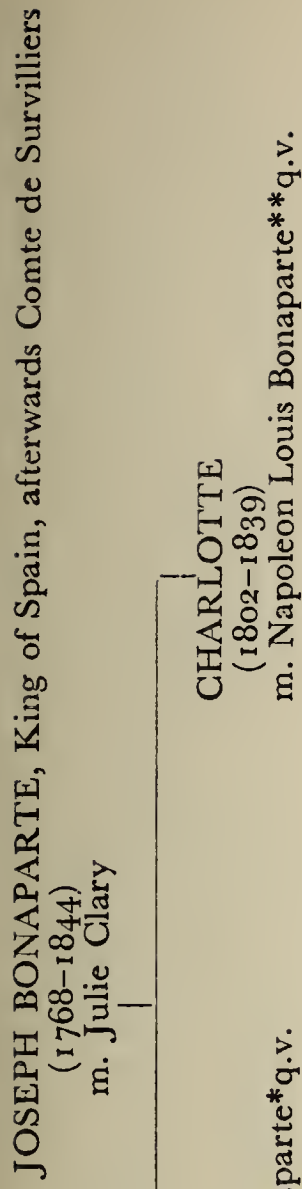 JOSEPH BONAPARTE, King of Spain, afterwards Comte de Survilliers
(1768–1844)
m. Julie Clary
CHARLOTTE
(1802–1839)
m. Napoleon Louis Bonaparte**q.v.
parte*q.v.